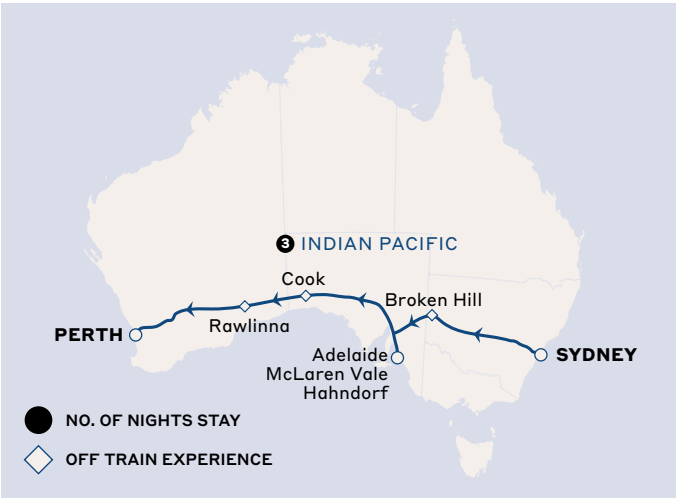 3 INDIAN PACIFIC
Cook
Broken Hill
Rawlinna
PERTH
Adelaide
McLaren Vale
Hahndorf
SYDNEY
NO. OF NIGHTS STAY
OFF TRAIN EXPERIENCE